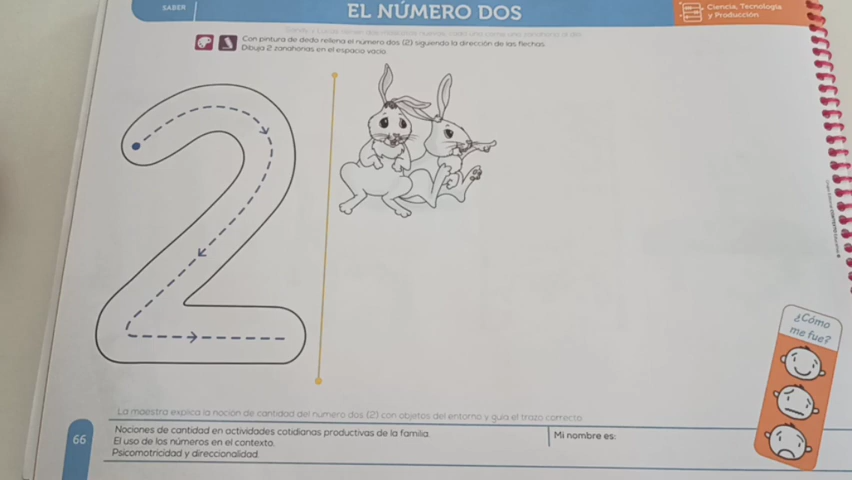 SABER
EL NÚMERO DOS
Ciencia, Tecnología
y Producción
Con pintura de dedo rellena el número dos (2) siguiendo la dirección de las flechas.
Dibuja 2 zanahorias en el espacio vacío.
2
¿Cómo
me fue?
La maestra explica la noción de cantidad del número dos (2) con objetos del entorno y guía el trazo correcto
66
Nociones de cantidad en actividades cotidianas productivas de la familia.
El uso de los números en el contexto.
Psicomotricidad y direccionalidad.
Mi nombre es: